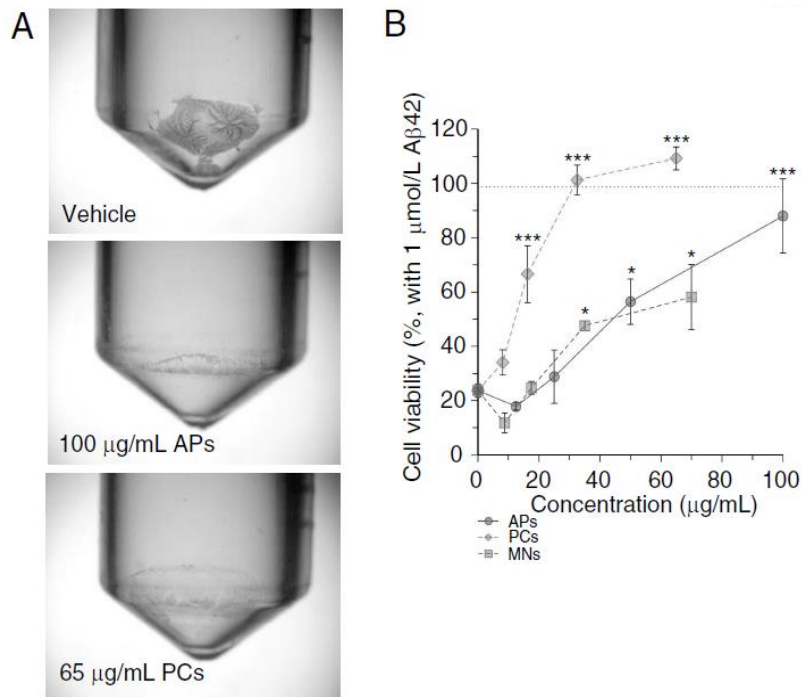 A
Vehicle
100 μg/mL APs
65 μg/mL PCs
B
Cell viability (%, with 1 μmol/L Aβ42)
120
100
80
60
40
20
0
***
***
***
***
*
*
*
0
20
40
60
80
100
Concentration (μg/mL)
APs
PCs
MNs